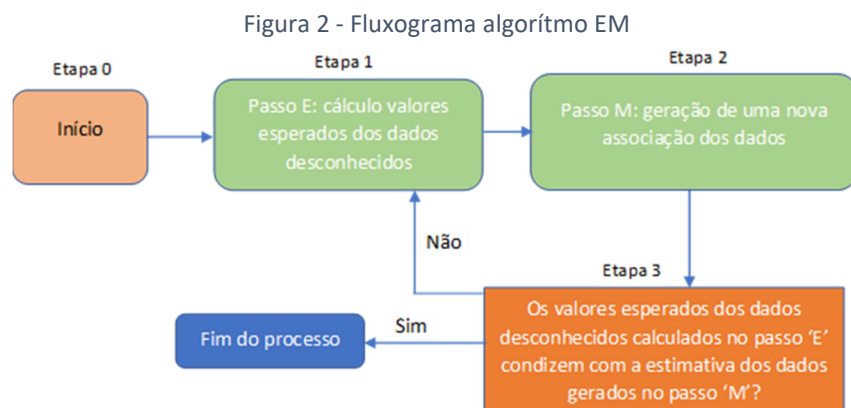 Figura 2 - Fluxograma algorítmo EM
Etapa 0
Início
Etapa 1
Passo E: cálculo valores
esperados dos dados
desconhecidos
Etapa 2
Passo M: geração de uma nova
associação dos dados
Não
Etapa 3
Os valores esperados dos dados
desconhecidos calculados no passo ‘E’
condizem com a estimativa dos dados
gerados no passo ‘M’?
Sim
Fim do processo